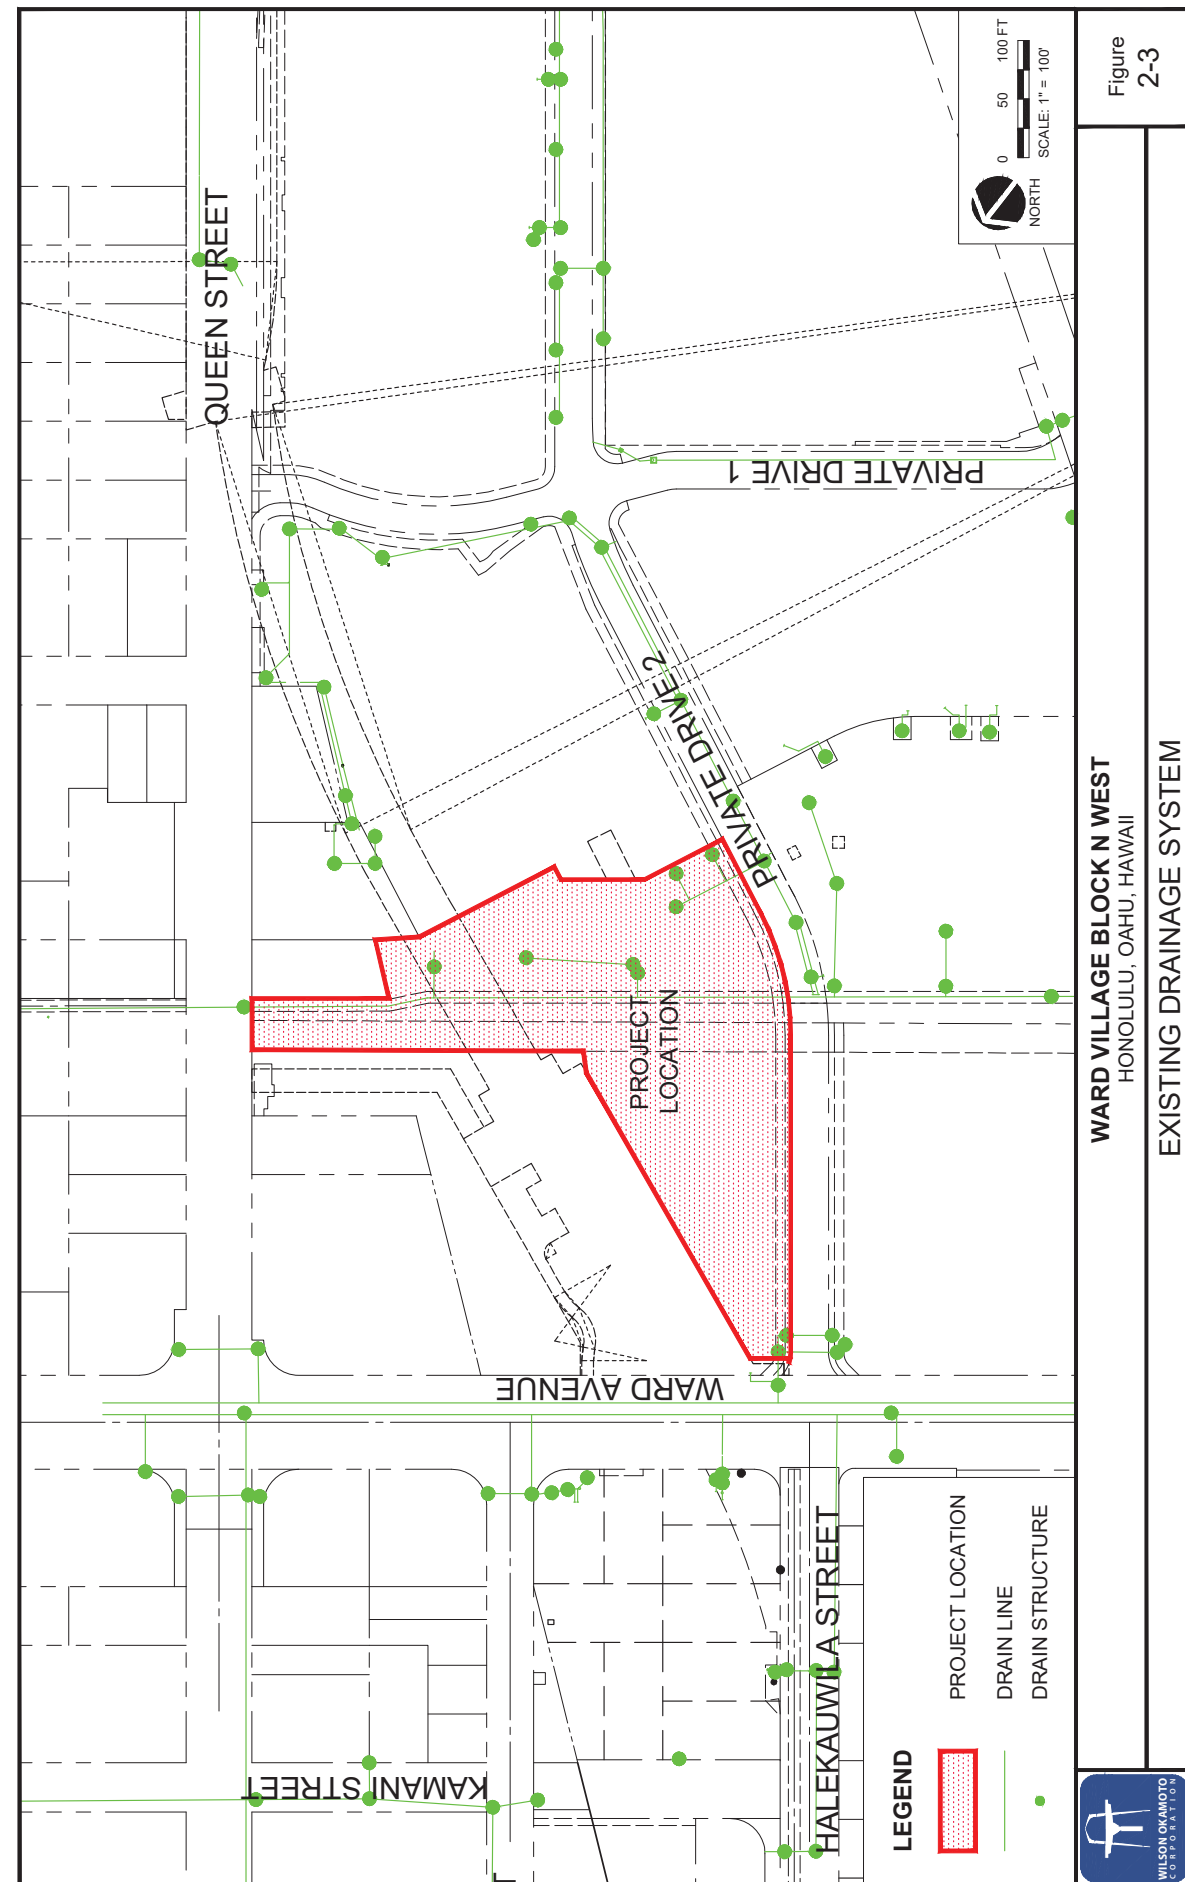 QUEEN STREET
PRIVATE DRIVE 1
PRIVATE DRIVE 2
PROJECT
LOCATION
WARD AVENUE
HALEKAUWILA STREET
KAMANI STREET
T
0 50 100 FT
SCALE: 1" = 100'
NORTH
LEGEND
PROJECT LOCATION
DRAIN LINE
DRAIN STRUCTURE
WILSON OKAMOTO
CORPORATION
WARD VILLAGE BLOCK N WEST
HONOLULU, OAHU, HAWAII
EXISTING DRAINAGE SYSTEM
Figure
2-3